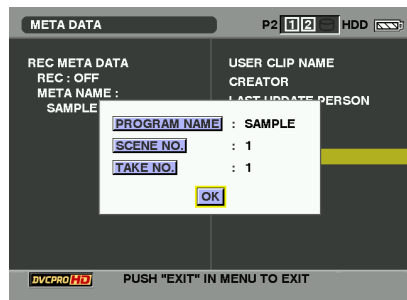 META DATA
P2 1 2 HDD
REC META DATA
REC : OFF
META NAME :
SAMPLE
USER CLIP NAME
CREATOR
LAST UPDATE PERSON
PROGRAM NAME : SAMPLE
SCENE NO. : 1
TAKE NO. : 1
OK
DVCPRO HD
PUSH "EXIT" IN MENU TO EXIT